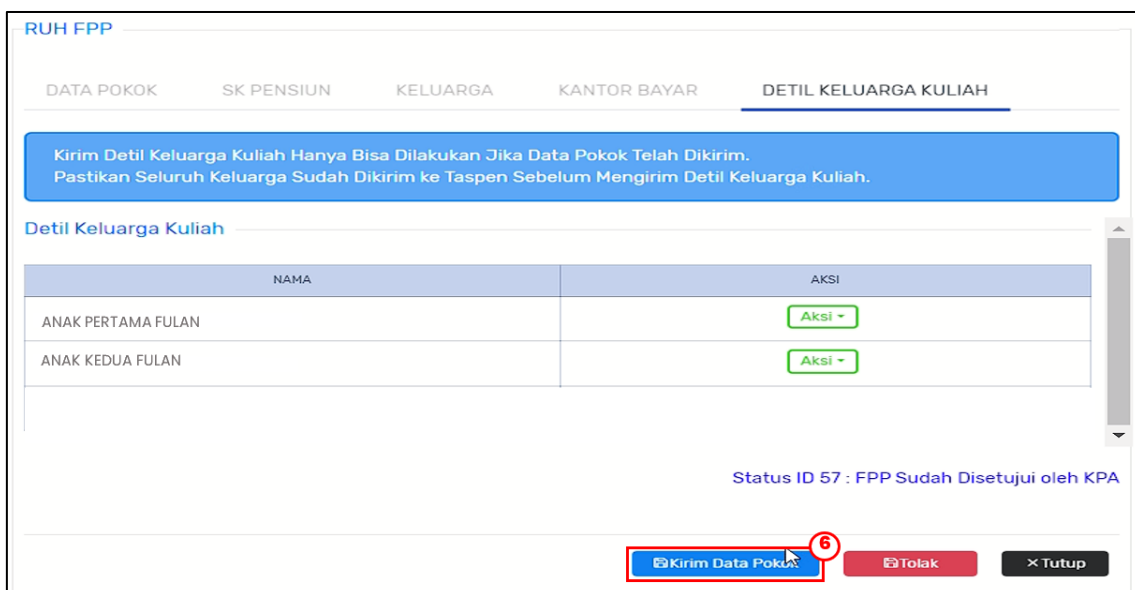 RUH FPP
DATA POKOK SK PENSIUN KELUARGA KANTOR BAYAR DETIL KELUARGA KULIAH
Kirim Detil Keluarga Kuliah Hanya Bisa Dilakukan Jika Data Pokok Telah Dikirim.
Pastikan Seluruh Keluarga Sudah Dikirim ke Taspen Sebelum Mengirim Detil Keluarga Kuliah.
Detil Keluarga Kuliah
NAMA AKSI
ANAK PERTAMA FULAN Aksi
ANAK KEDUA FULAN Aksi
Status ID 57 : FPP Sudah Disetujui oleh KPA
6
Kirim Data Pokok Tolak × Tutup